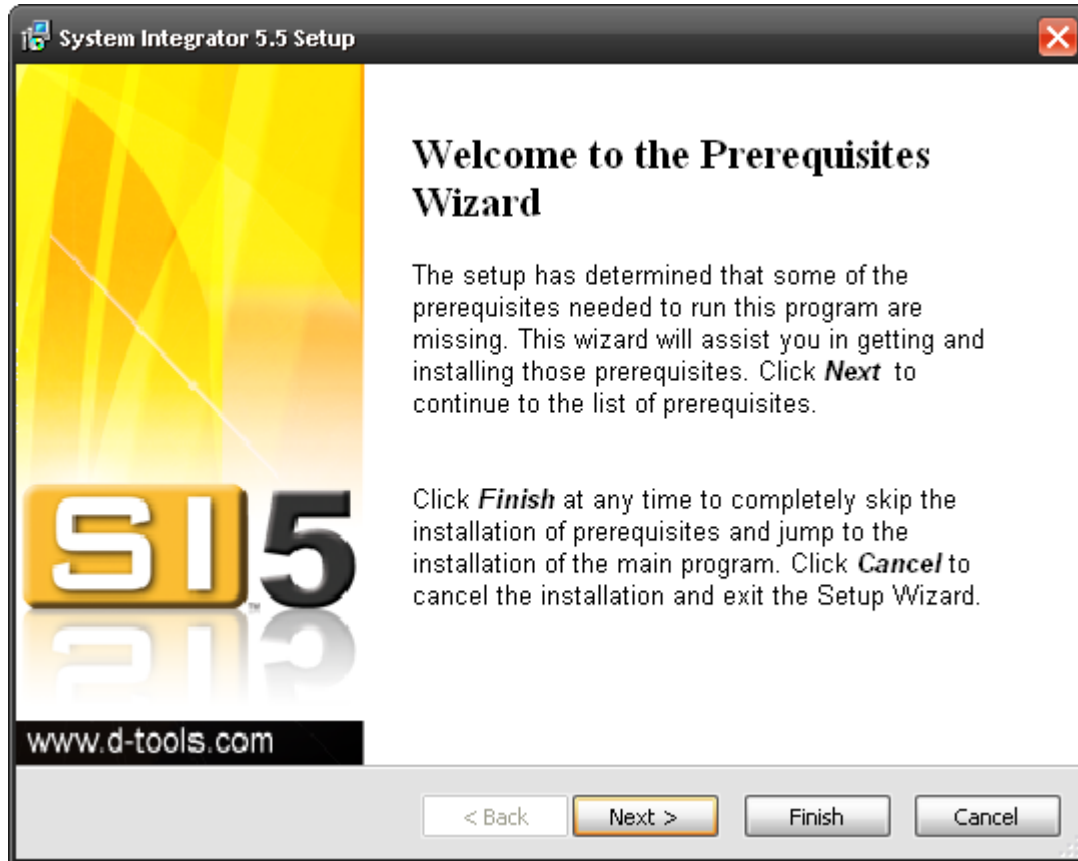 System Integrator 5.5 Setup
Welcome to the Prerequisites
Wizard
The setup has determined that some of the
prerequisites needed to run this program are
missing. This wizard will assist you in getting and
installing those prerequisites. Click Next to
continue to the list of prerequisites.
Click Finish at any time to completely skip the
installation of prerequisites and jump to the
installation of the main program. Click Cancel to
cancel the installation and exit the Setup Wizard.
SI5™
www.d-tools.com
< Back
Next >
Finish
Cancel